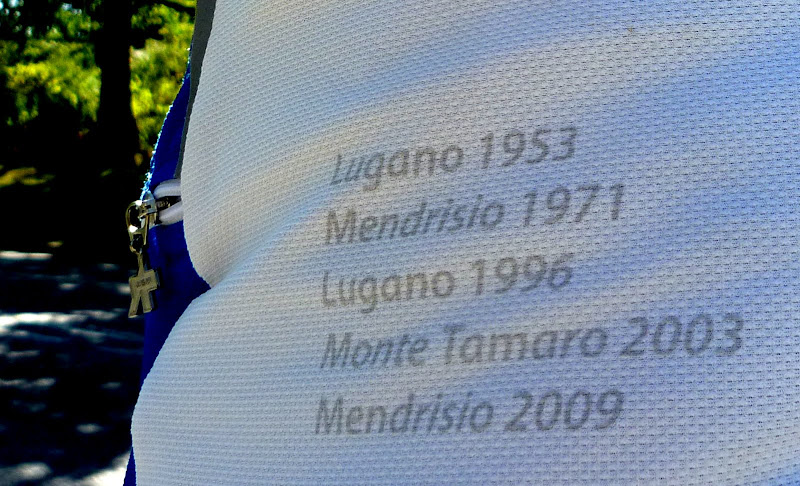 Lugano 1953
Mendrisio 1971
Lugano 1996
Monte Tamaro 2003
Mendrisio 2009